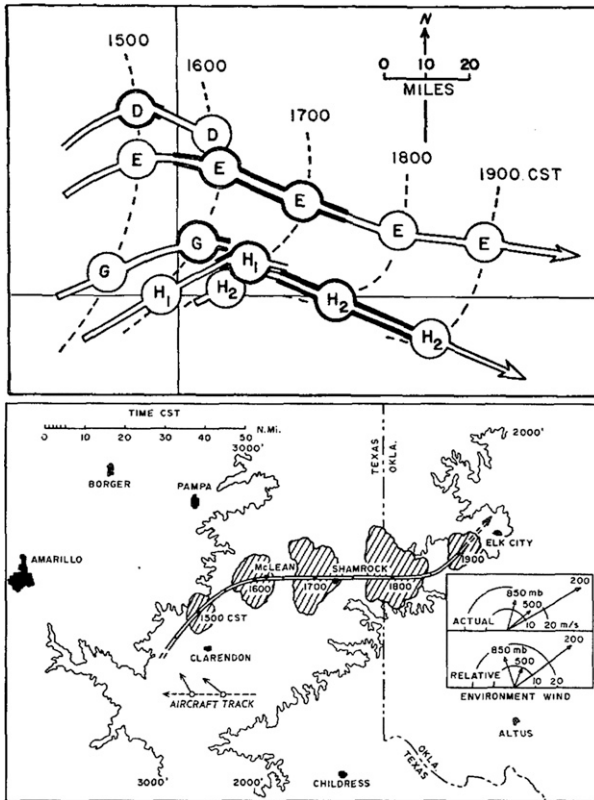 N
1500
1600
0 10 20
MILES
1700
1800
1900 CST
D
D
E
E
E
E
E
G
G
H1
H1
H2
H2
H2
TIME CST
0 10 20 30 40 50 N.Mi.
3000'
2000'
BORGER
PAMPA
TEXAS
OKLA.
ELK CITY
AMARILLO
McLEAN
SHAMROCK
1900
1600
1700
1800
1500 CST
850 mb
500
200
ACTUAL
10 20 m/s
CLARENDON
850 mb
500
200
RELATIVE
10 20
ENVIRONMENT WIND
AIRCRAFT TRACK
ALTUS
OKLA.
TEXAS
3000'
2000'
CHILDRESS